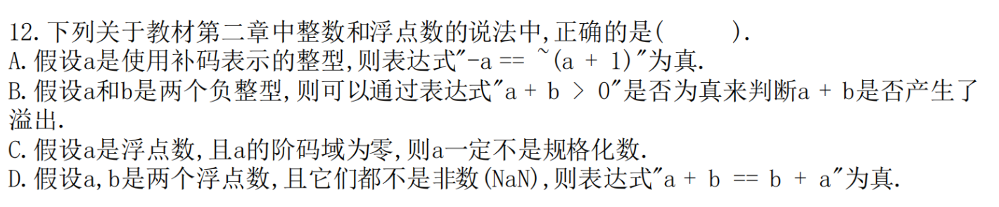 12. 下列关于教材第二章中整数和浮点数的说法中,正确的是( ).
A. 假设a是使用补码表示的整型,则表达式"-a == ~(a + 1)"为真.
B. 假设a和b是两个负整型,则可以通过表达式"a + b > 0"是否为真来判断a + b是否产生了
溢出.
C. 假设a是浮点数,且a的阶码域为零,则a一定不是规格化数.
D. 假设a,b是两个浮点数,且它们都不是非数(NaN),则表达式"a + b == b + a"为真.